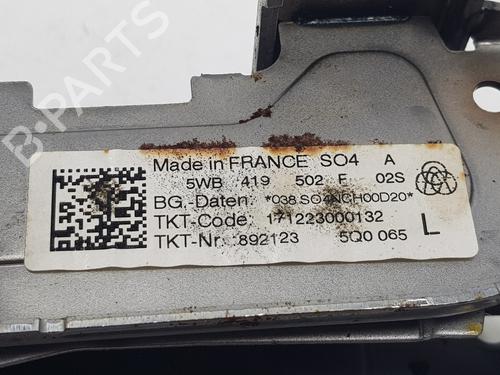 B-PARTS
Made in FRANCE SO4 A
5WB 419 502 F 02S
BG.-Daten: *038 SO4NCH00D20*
TKT-Code: 171223000132
TKT-Nr: 892123 5Q0 065 L